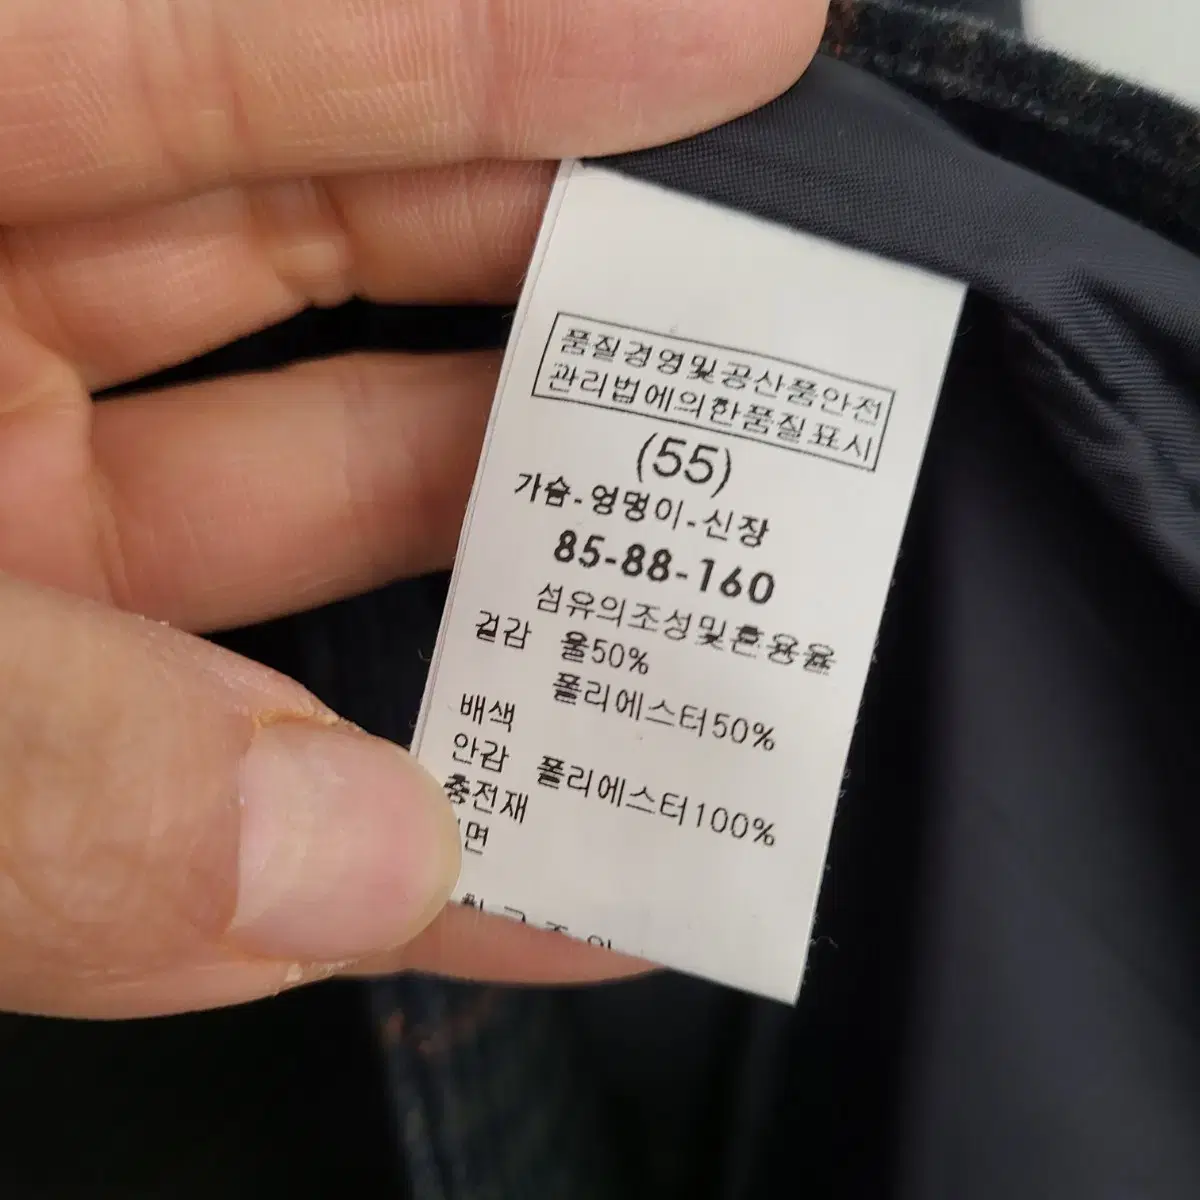 품질경영및공산품안전
관리법에의한품질표시
(55)
가슴-엉덩이-신장
85-88-160
섬유의조성및혼용율
겉감 울50%
폴리에스터50%
배색
안감 폴리에스터100%
충전재